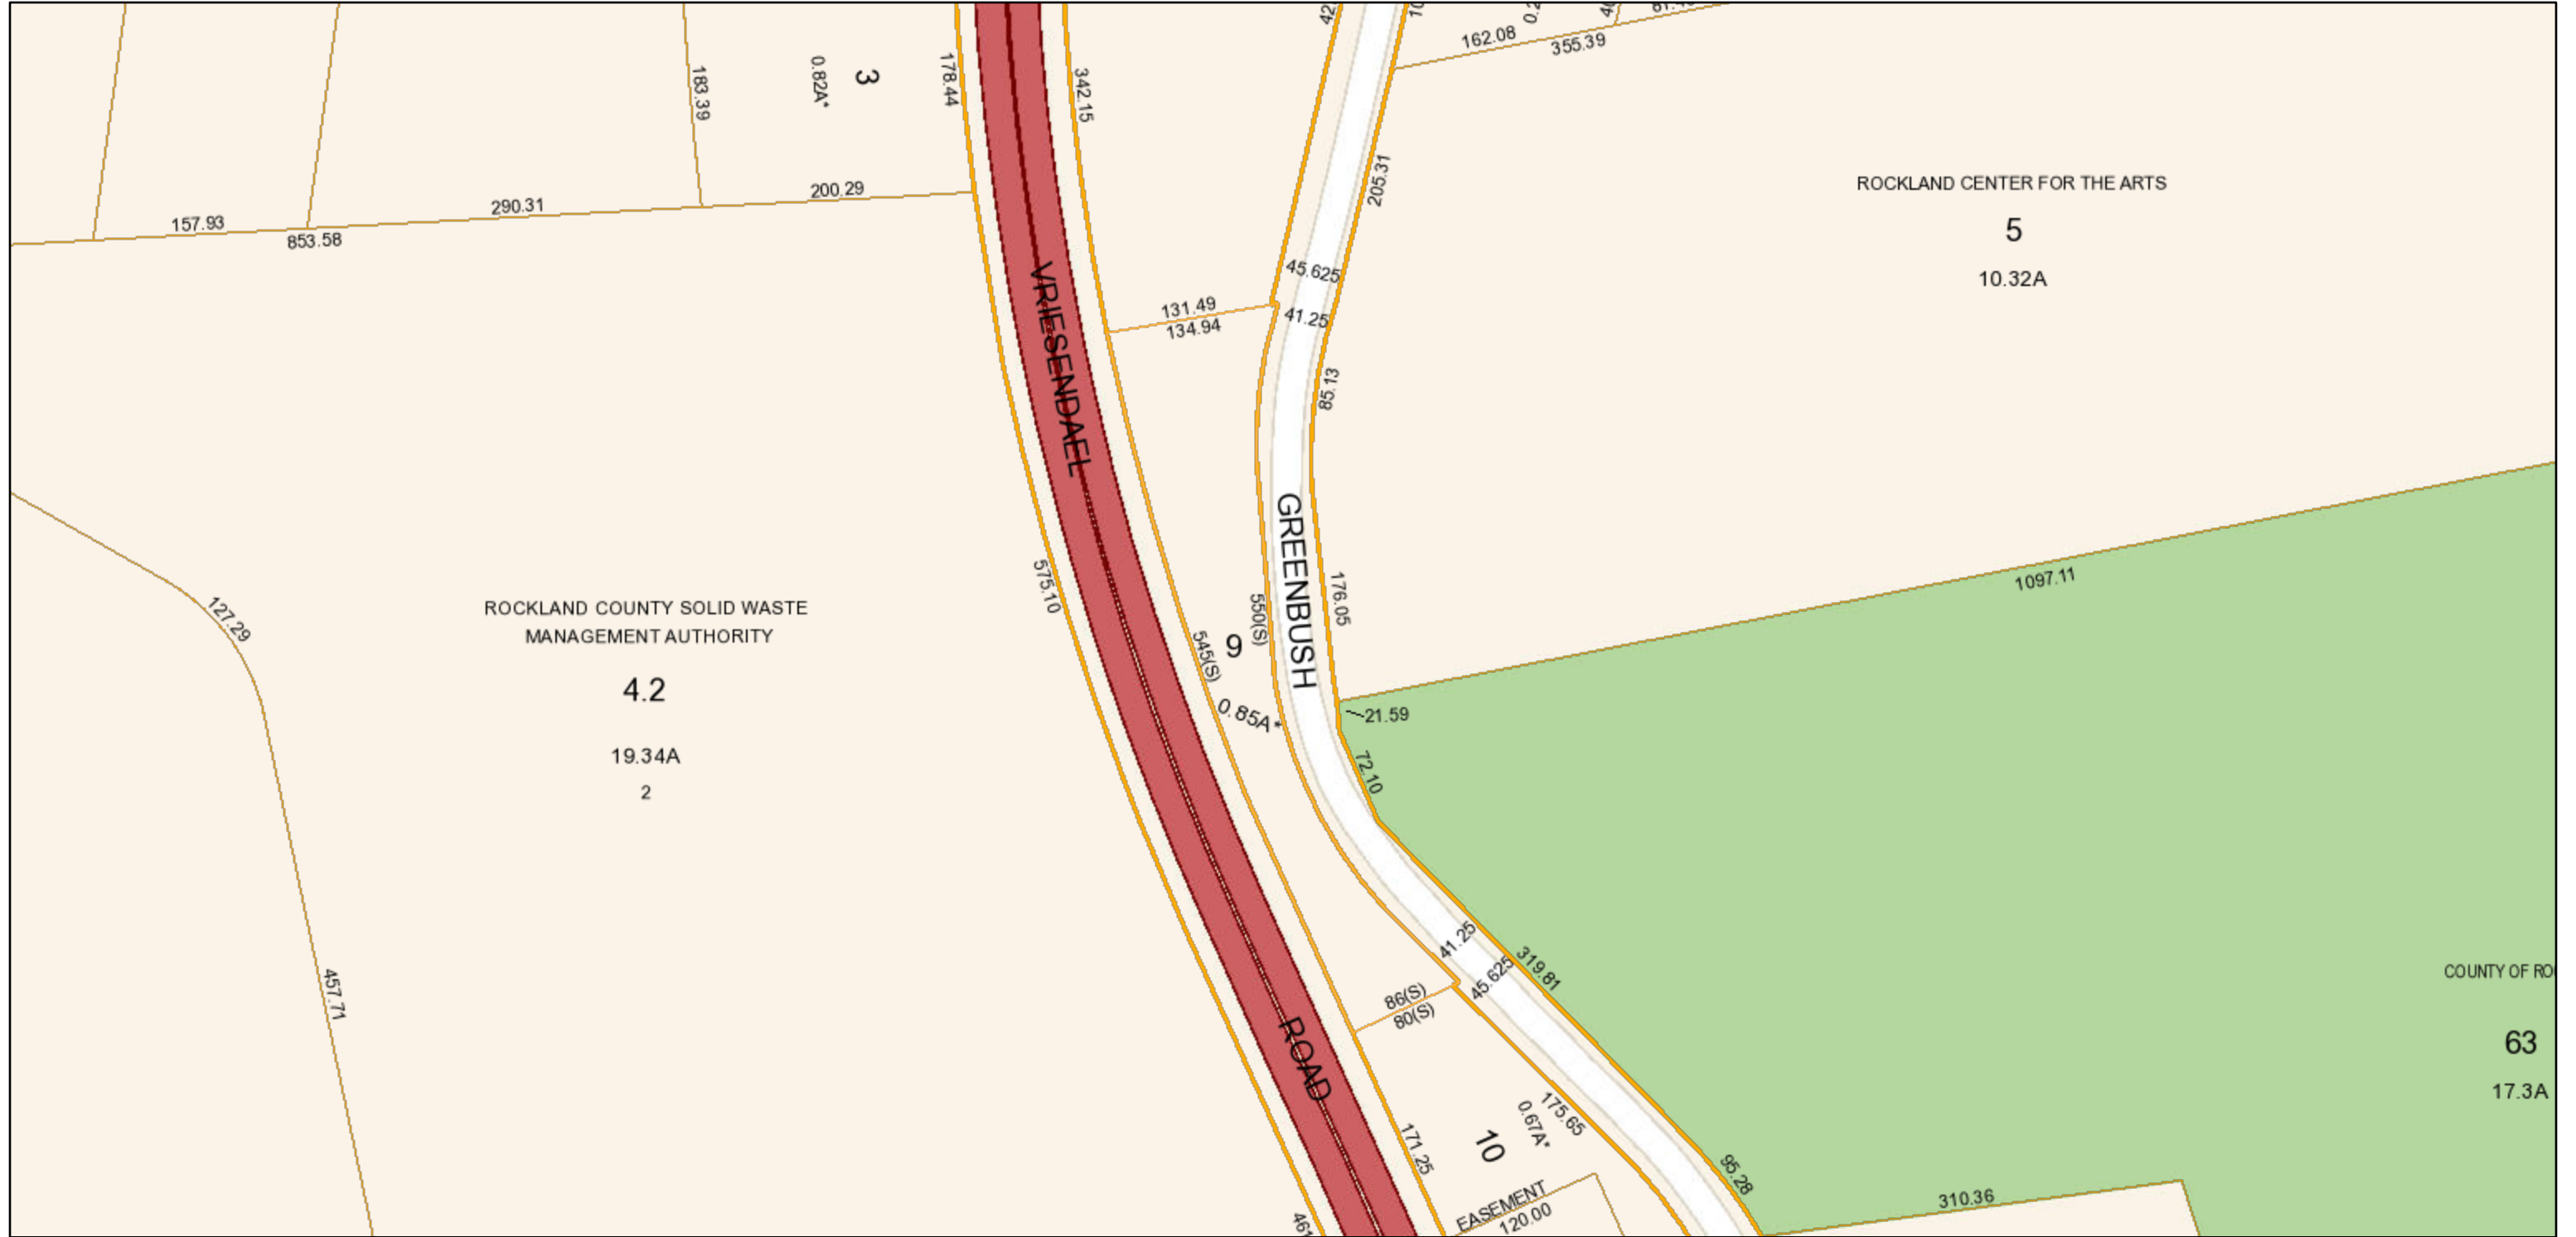 162.08
355.39
183.39
0.82A*
3
178.44
342.15
205.31
ROCKLAND CENTER FOR THE ARTS
5
10.32A
200.29
290.31
157.93
853.58
45.625
41.25
131.49
134.94
85.13
VRIESENDAEL
GREENBUSH
575.10
127.29
ROCKLAND COUNTY SOLID WASTE
MANAGEMENT AUTHORITY
4.2
19.34A
2
550(S)
545(S)
9
0.85A*
176.05
1097.11
21.59
72.10
41.25
45.625
319.81
86(S)
80(S)
COUNTY OF RO
63
17.3A
457.71
ROAD
175.65
0.67A*
10
171.25
EASEMENT
120.00
95.28
310.36
461